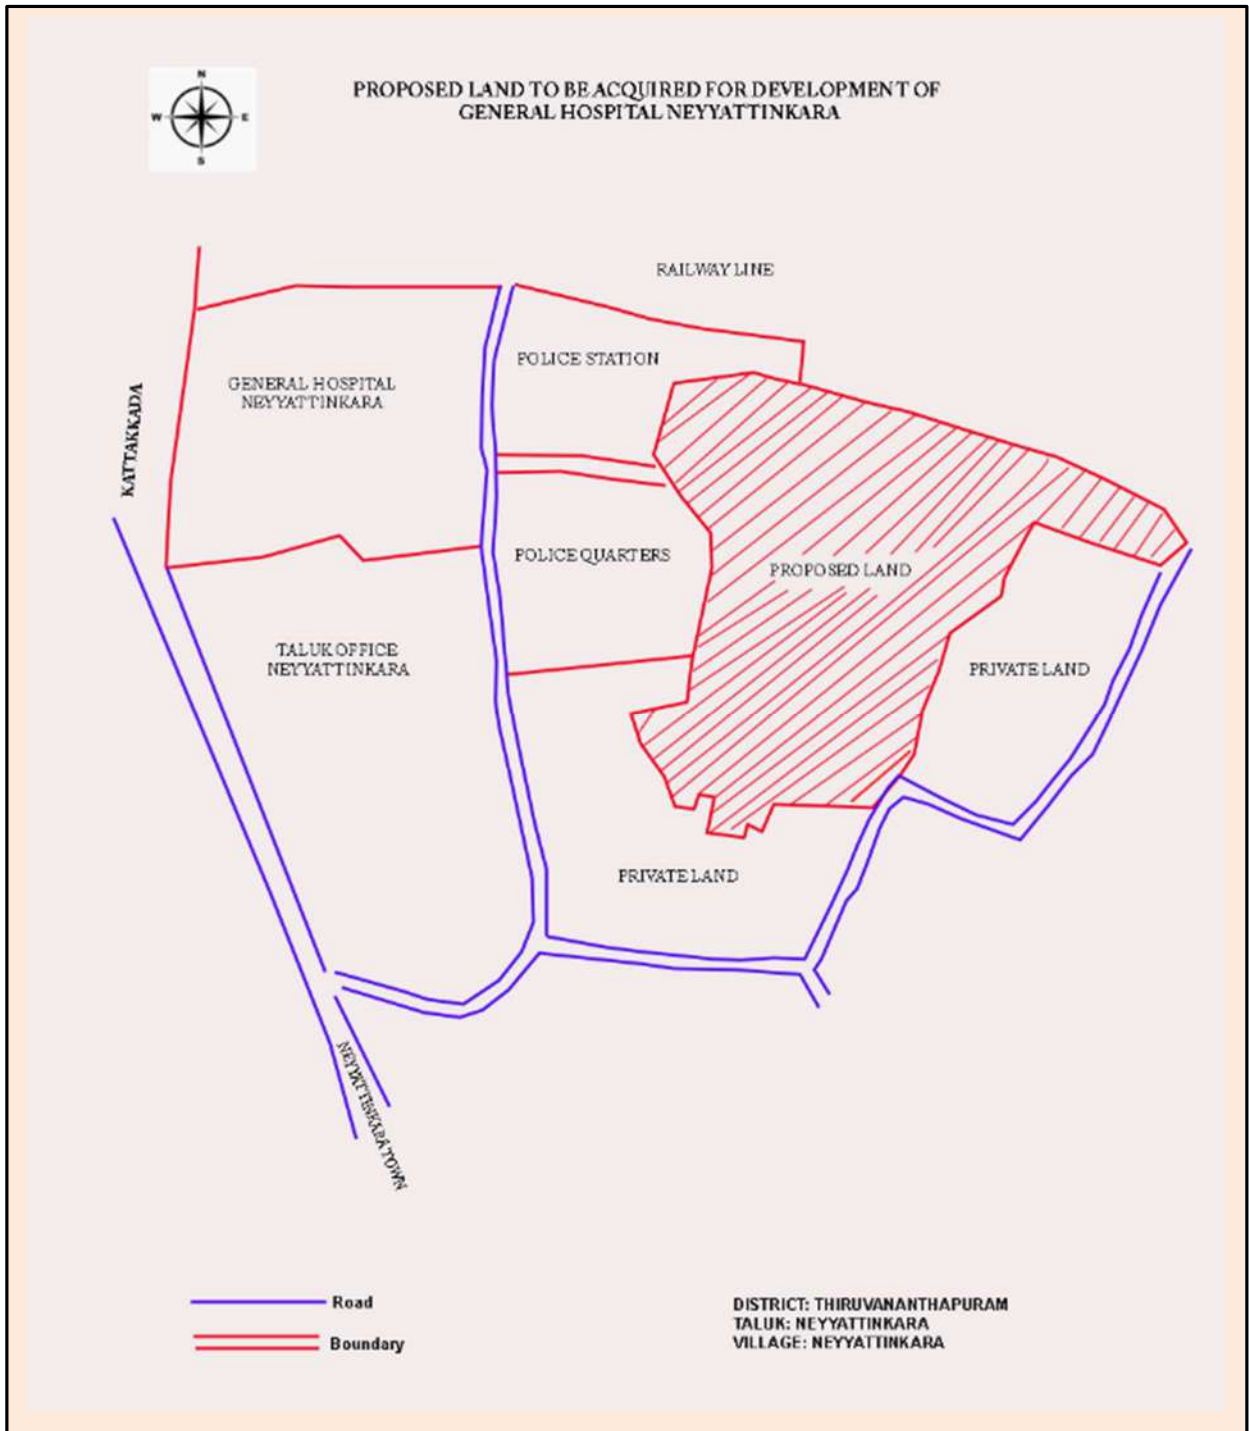 N
W
E
S
PROPOSED LAND TO BE ACQUIRED FOR DEVELOPMENT OF
GENERAL HOSPITAL NEYYATTINKARA
RAILWAY LINE
POLICE STATION
GENERAL HOSPITAL
NEYYATTINKARA
KATTAKKADA
POLICE QUARTERS
PROPOSED LAND
TALUK OFFICE
NEYYATTINKARA
PRIVATE LAND
PRIVATE LAND
NEYYATTINKARA TOWN
Road
Boundary
DISTRICT: THIRUVANANTHAPURAM
TALUK: NEYYATTINKARA
VILLAGE: NEYYATTINKARA